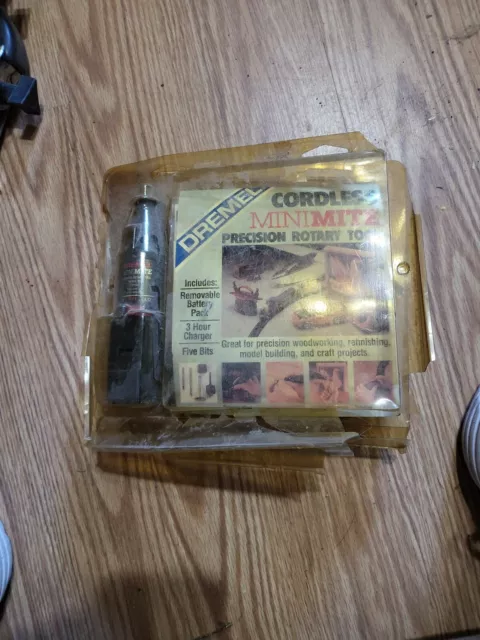 DREMEL
CORDLESS
MINIMITE
PRECISION ROTARY TOOL
Includes:
Removable
Battery
Pack
3 Hour
Charger
Five Bits
Great for precision woodworking, refinishing,
model building, and craft projects.